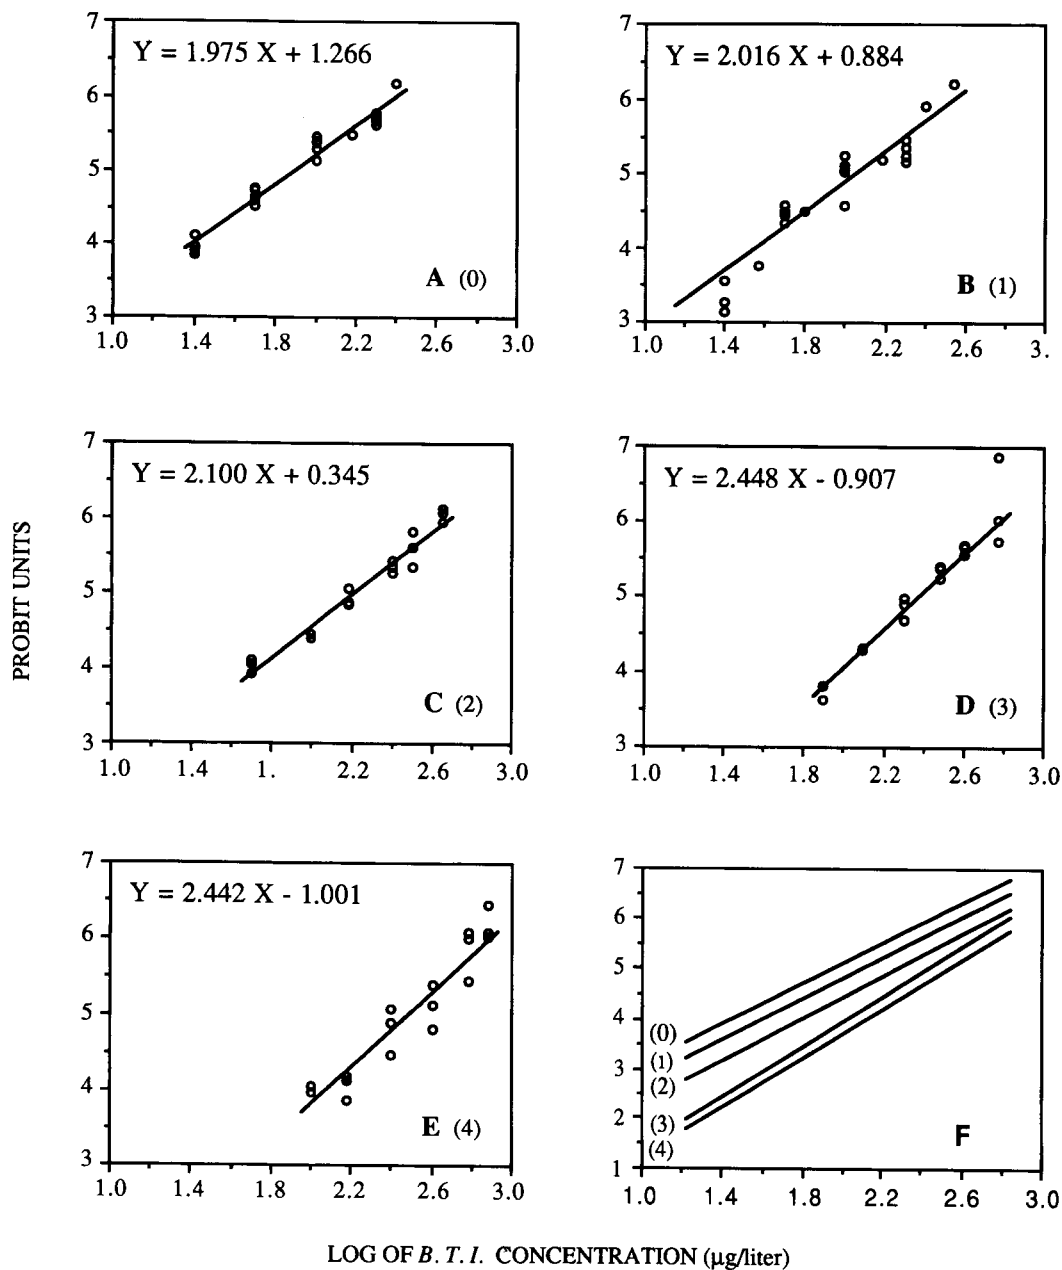 Y = 1.975 X + 1.266
7
6
5
4
3
A (0)
1.0 1.4 1.8 2.2 2.6 3.0
Y = 2.016 X + 0.884
7
6
5
4
3
B (1)
1.0 1.4 1.8 2.2 2.6 3.
PROBIT UNITS
Y = 2.100 X + 0.345
7
6
5
4
3
C (2)
1.0 1.4 1. 2.2 2.6 3.0
Y = 2.448 X - 0.907
7
6
5
4
3
D (3)
1.0 1.4 1.8 2.2 2.6 3.0
Y = 2.442 X - 1.001
7
6
5
4
3
E (4)
1.0 1.4 1.8 2.2 2.6 3.0
7
6
5
4
3
2
1
(0)
(1)
(2)
(3)
(4)
F
1.0 1.4 1.8 2.2 2.6 3.0
LOG OF B. T. I. CONCENTRATION (µg/liter)